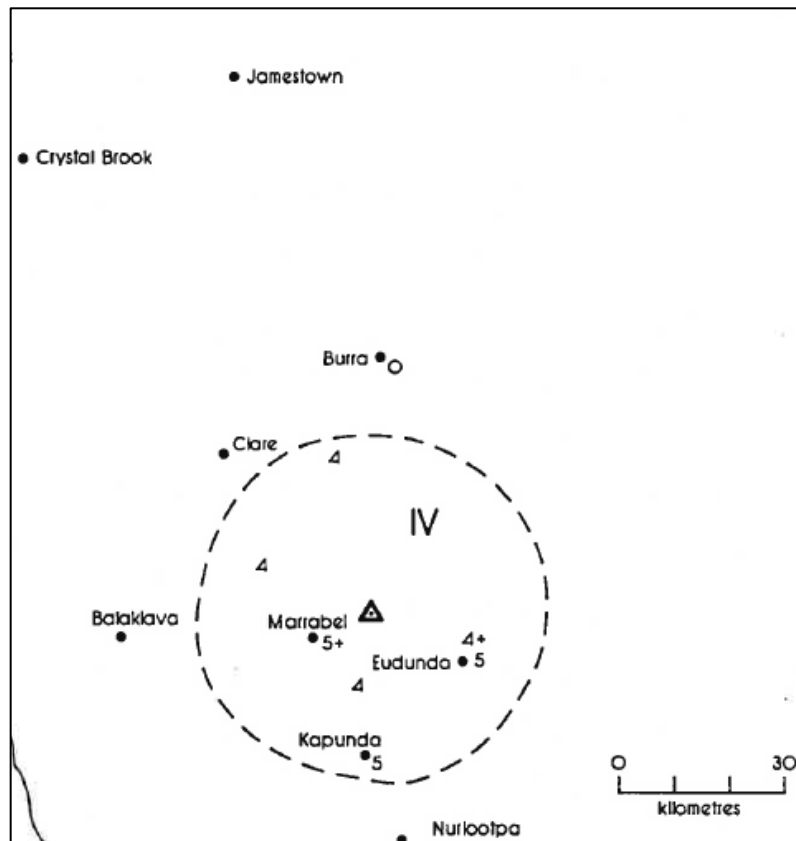 Jamestown
Crystal Brook
Burra
Clare
4
IV
4
Balaklava
Marrabel
5+
4+
Eudunda
5
4
Kapunda
5
0 30
kilometres
Nuriootpa